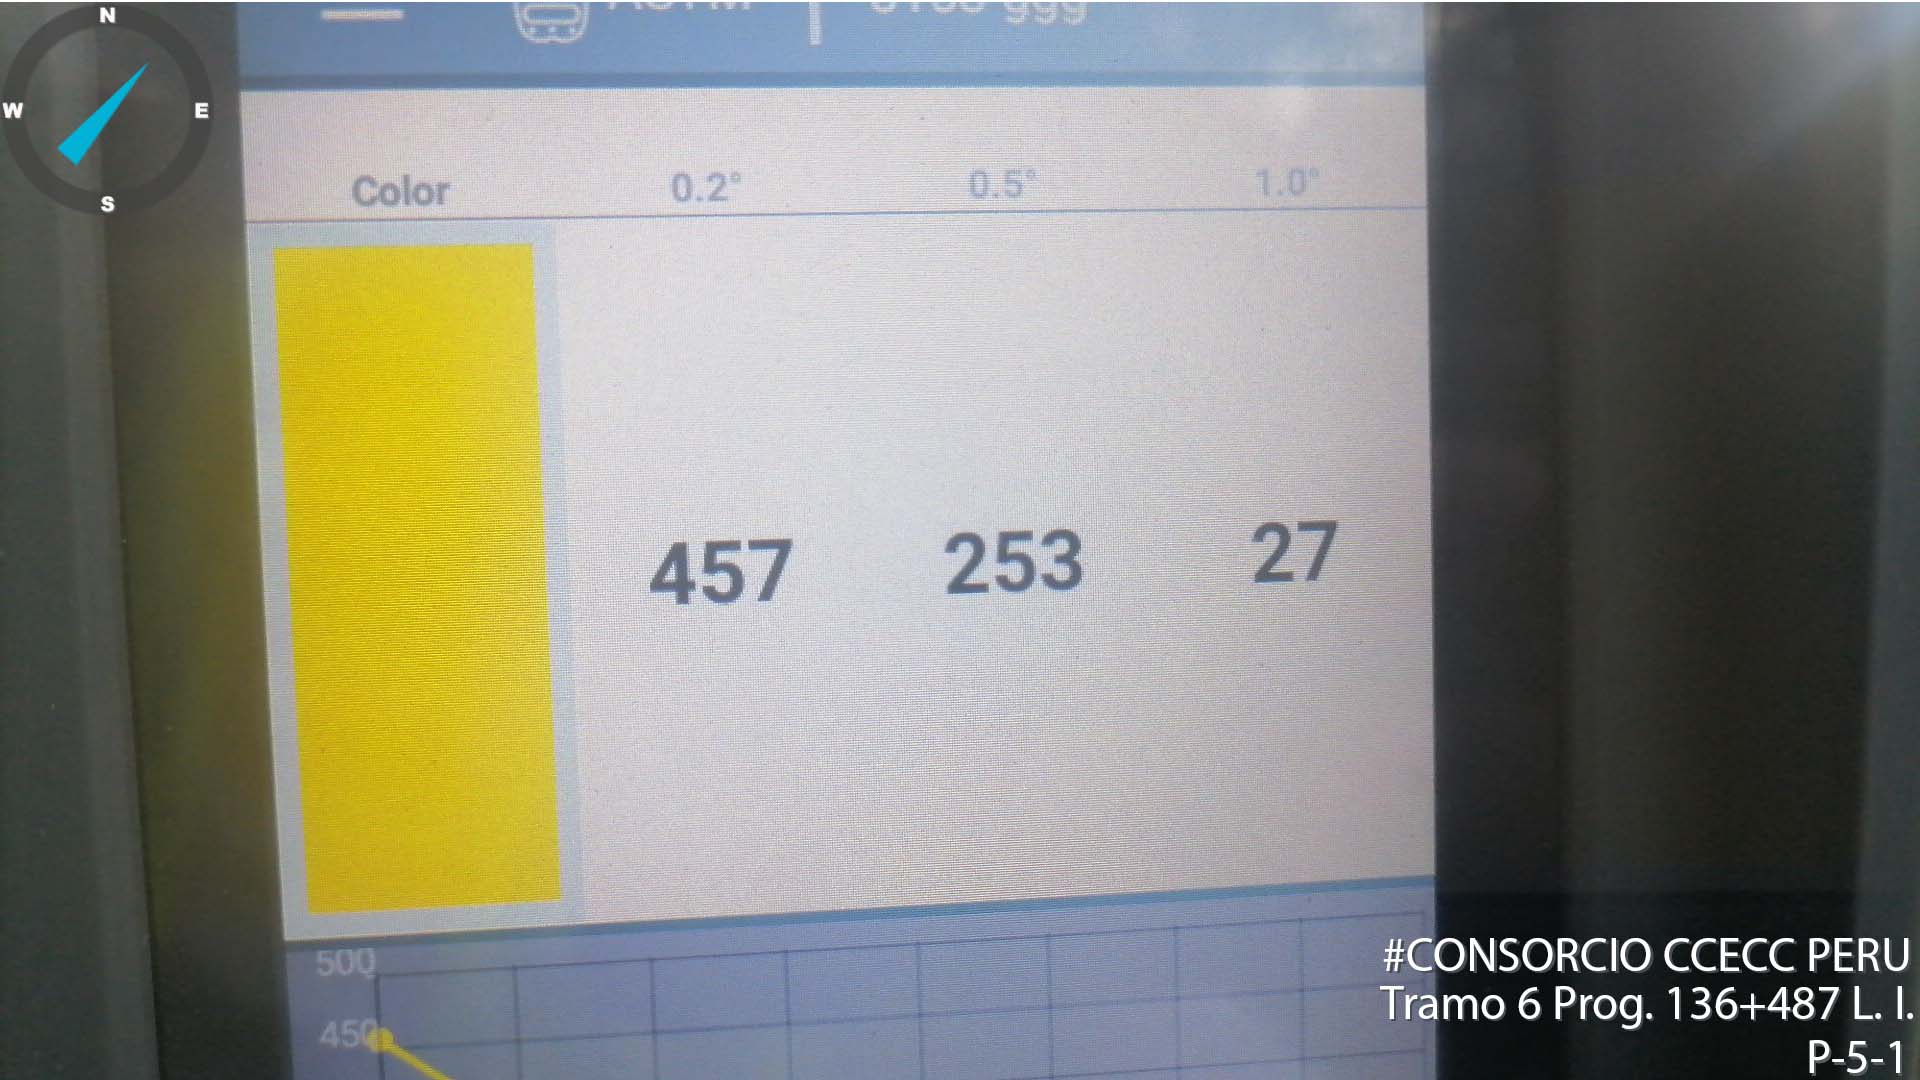 N
W E
S
ASTM
Color 0.2° 0.5° 1.0°
457 253 27
500
450
#CONSORCIO CCECC PERU
Tramo 6 Prog. 136+487 L. I.
P-5-1